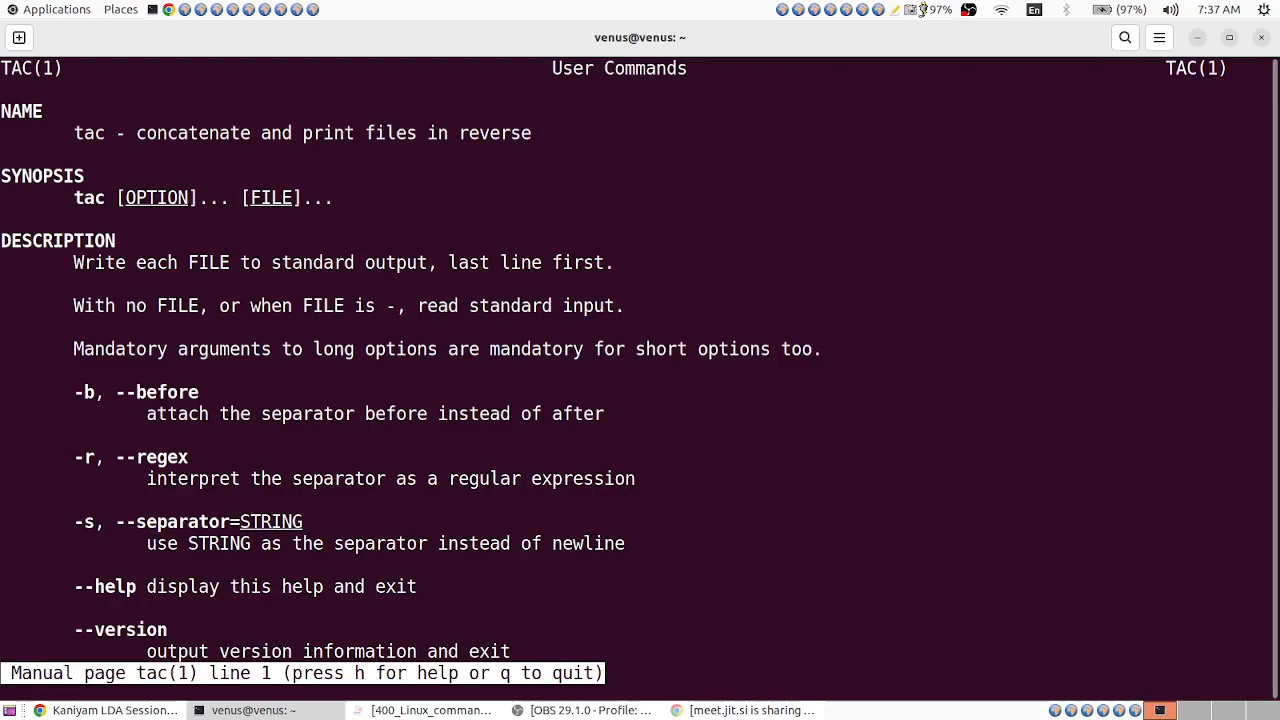 Applications Places 97% En (97%) 7:37 AM
venus@venus: ~
TAC(1) User Commands TAC(1)
NAME
tac - concatenate and print files in reverse
SYNOPSIS
tac [OPTION]... [FILE]...
DESCRIPTION
Write each FILE to standard output, last line first.
With no FILE, or when FILE is -, read standard input.
Mandatory arguments to long options are mandatory for short options too.
-b, --before
attach the separator before instead of after
-r, --regex
interpret the separator as a regular expression
-s, --separator=STRING
use STRING as the separator instead of newline
--help display this help and exit
--version
output version information and exit
Manual page tac(1) line 1 (press h for help or q to quit)
Kaniyam LDA Session... venus@venus: ~ [400_Linux_comman... [OBS 29.1.0 - Profile: ... [meet.jit.si is sharing ...